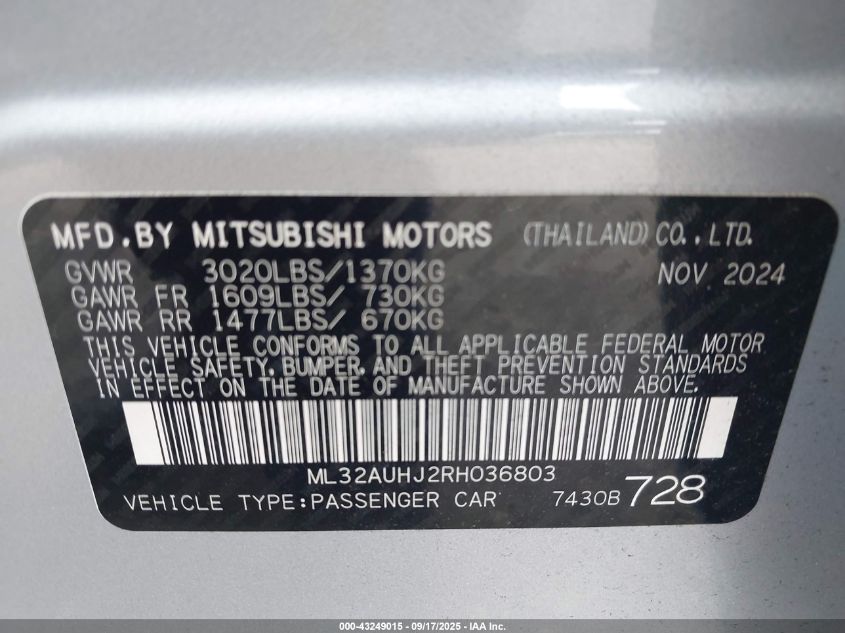 MFD.BY MITSUBISHI MOTORS (THAILAND) CO.,LTD.
GVWR 3020LBS/1370KG NOV 2024
GAWR FR 1609LBS/ 730KG
GAWR RR 1477LBS/ 670KG
THIS VEHICLE CONFORMS TO ALL APPLICABLE FEDERAL MOTOR
VEHICLE SAFETY, BUMPER, AND THEFT PREVENTION STANDARDS
IN EFFECT ON THE DATE OF MANUFACTURE SHOWN ABOVE.
ML32AUHJ2RH036803
VEHICLE TYPE:PASSENGER CAR 7430B 728
000-43249015 - 09/17/2025 - IAA Inc.